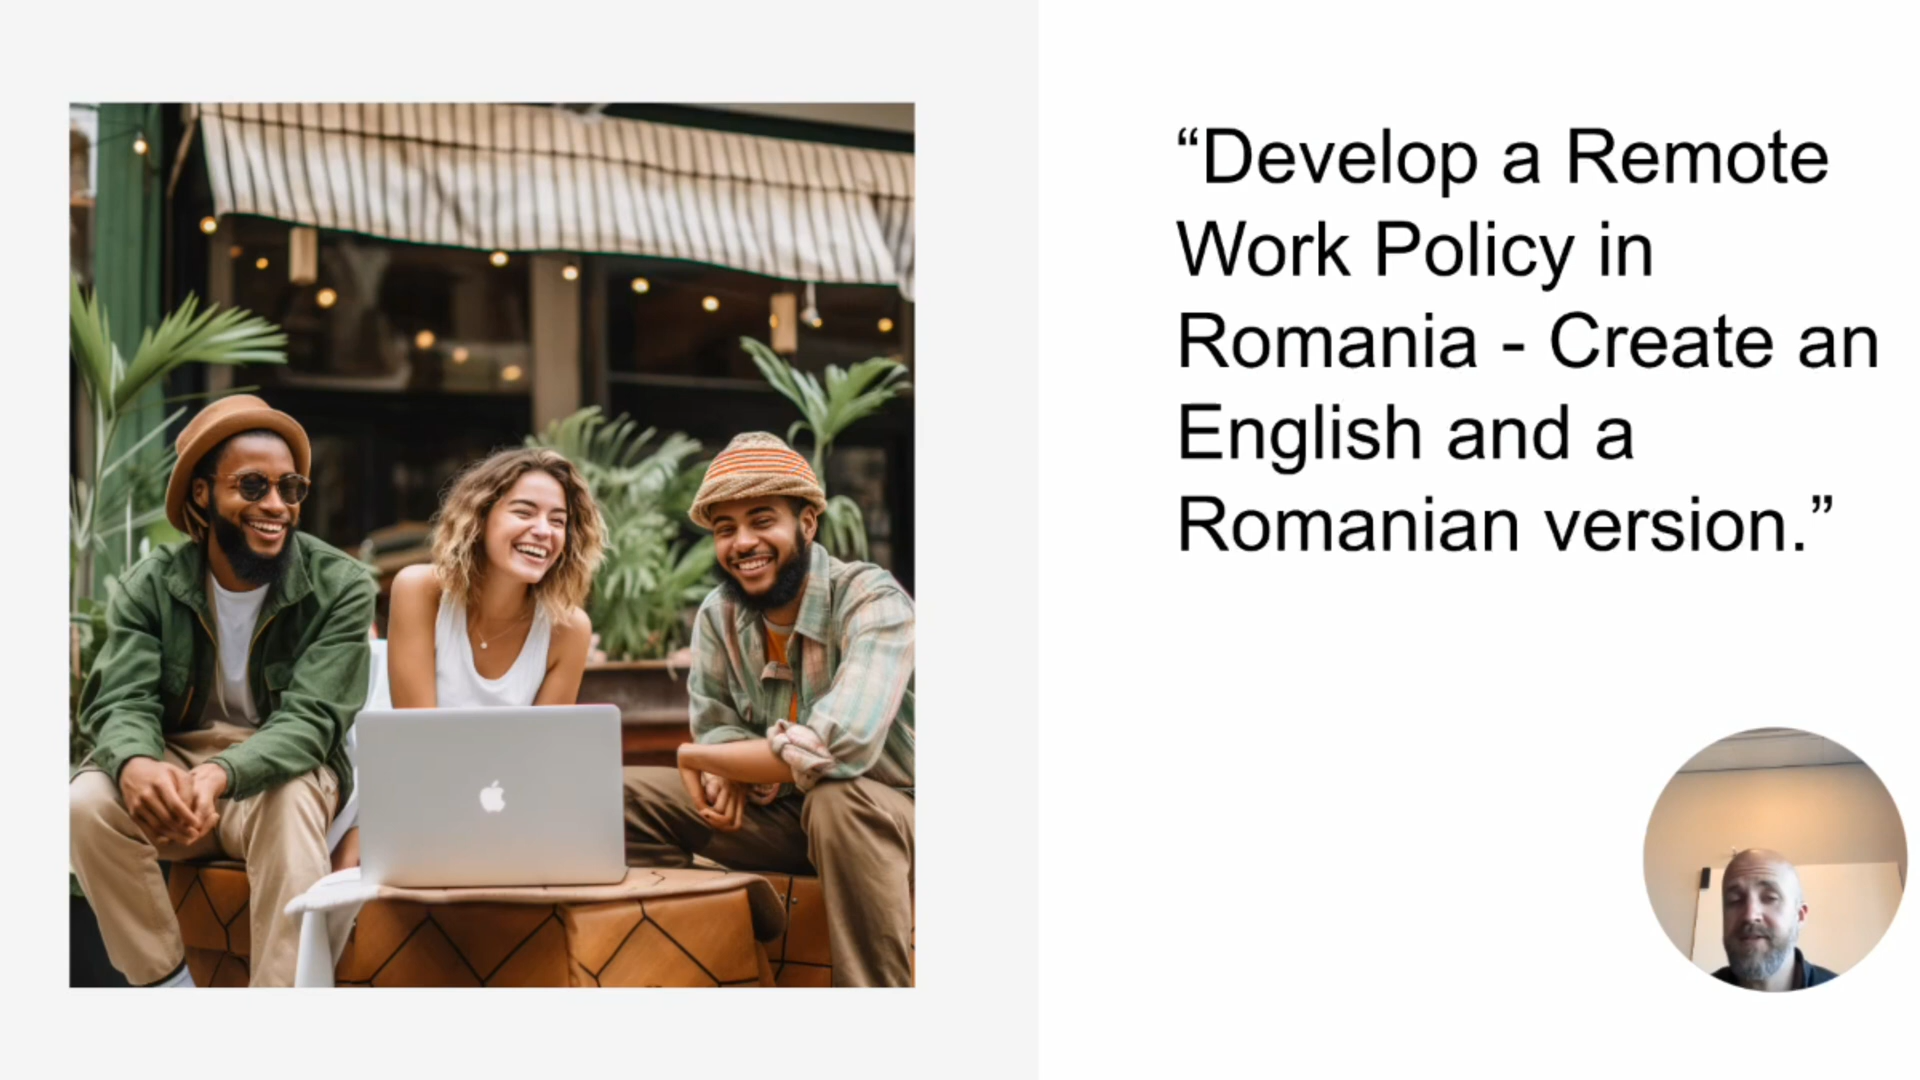 “Develop a Remote
Work Policy in
Romania - Create an
English and a
Romanian version.”